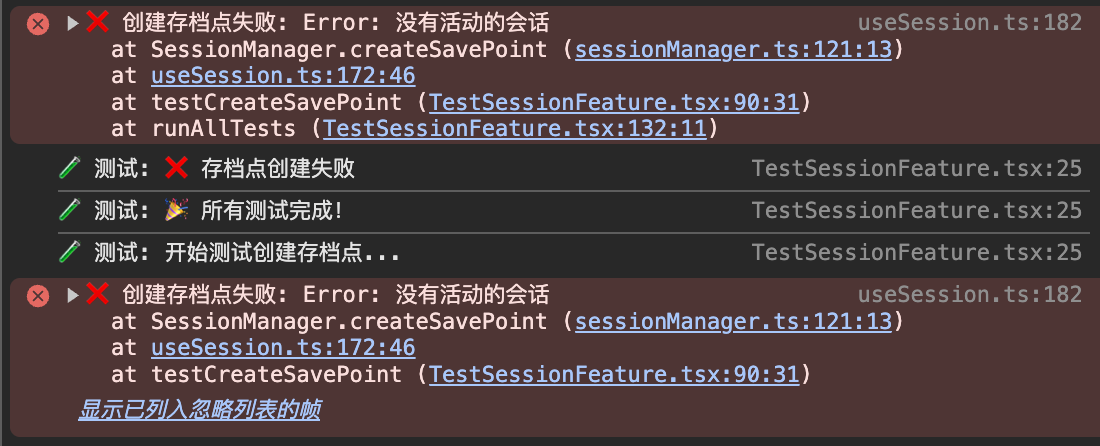 ❌ 创建存档点失败: Error: 没有活动的会话 useSession.ts:182
at SessionManager.createSavePoint (sessionManager.ts:121:13)
at useSession.ts:172:46
at testCreateSavePoint (TestSessionFeature.tsx:90:31)
at runAllTests (TestSessionFeature.tsx:132:11)
🧪 测试: ❌ 存档点创建失败 TestSessionFeature.tsx:25
🧪 测试: 🎉 所有测试完成! TestSessionFeature.tsx:25
🧪 测试: 开始测试创建存档点... TestSessionFeature.tsx:25
❌ 创建存档点失败: Error: 没有活动的会话 useSession.ts:182
at SessionManager.createSavePoint (sessionManager.ts:121:13)
at useSession.ts:172:46
at testCreateSavePoint (TestSessionFeature.tsx:90:31)
显示已列入忽略列表的帧